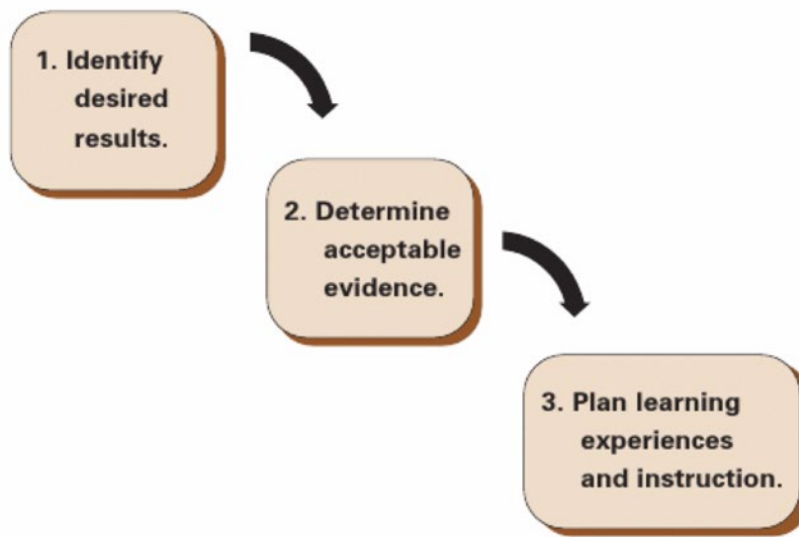 1. Identify
desired
results.
2. Determine
acceptable
evidence.
3. Plan learning
experiences
and instruction.